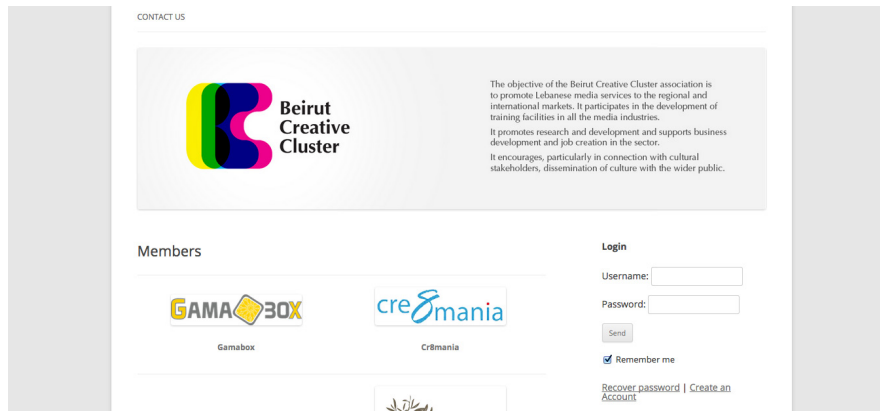 CONTACT US
Beirut
Creative
Cluster
The objective of the Beirut Creative Cluster association is
to promote Lebanese media services to the regional and
international markets. It participates in the development of
training facilities in all the media industries.
It promotes research and development and supports business
development and job creation in the sector.
It encourages, particularly in connection with cultural
stakeholders, dissemination of culture with the wider public.
Members
GAMABOX
cre8mania
Gamabox
Cr8mania
Login
Username:
Password:
Send
Remember me
Recover password | Create an
Account